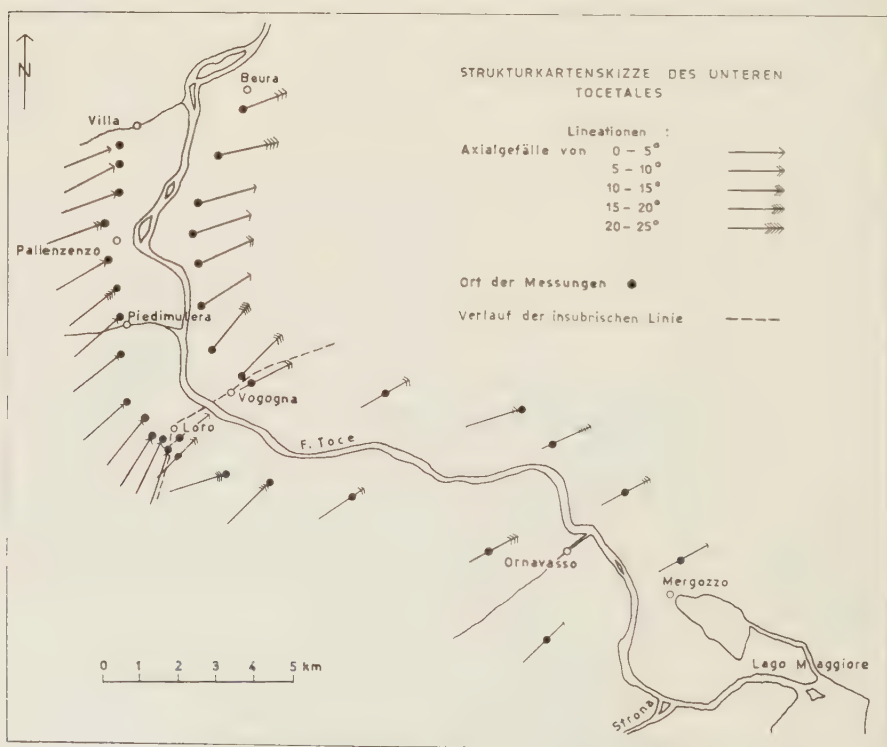 N
Beura
Villa
STRUKTURKARTENSKIZZE DES UNTEREN
TOCETALES
Lineationen :
Axialgefälle von 0 – 5°
5 – 10°
10 – 15°
15 – 20°
20 – 25°
Pallenzenzo
Ort der Messungen
Piedimulera
Verlauf der insubrischen Linie
Vogogna
Loro
F. Toce
Ornavasso
Mergozzo
Lago Maggiore
Strona
0 1 2 3 4 5 km